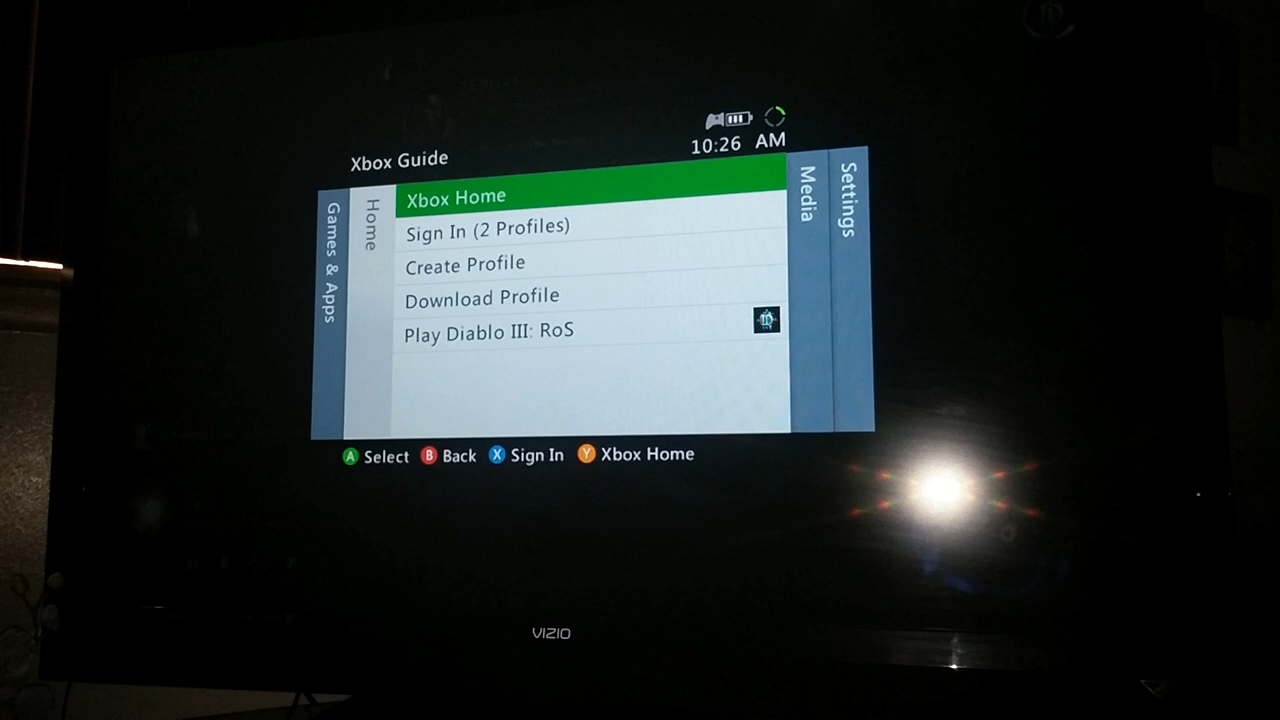 10:26 AM
Xbox Guide
Games & Apps
Home
Xbox Home
Sign In (2 Profiles)
Create Profile
Download Profile
Play Diablo III: RoS
Media
Settings
A Select B Back X Sign In Y Xbox Home
VIZIO